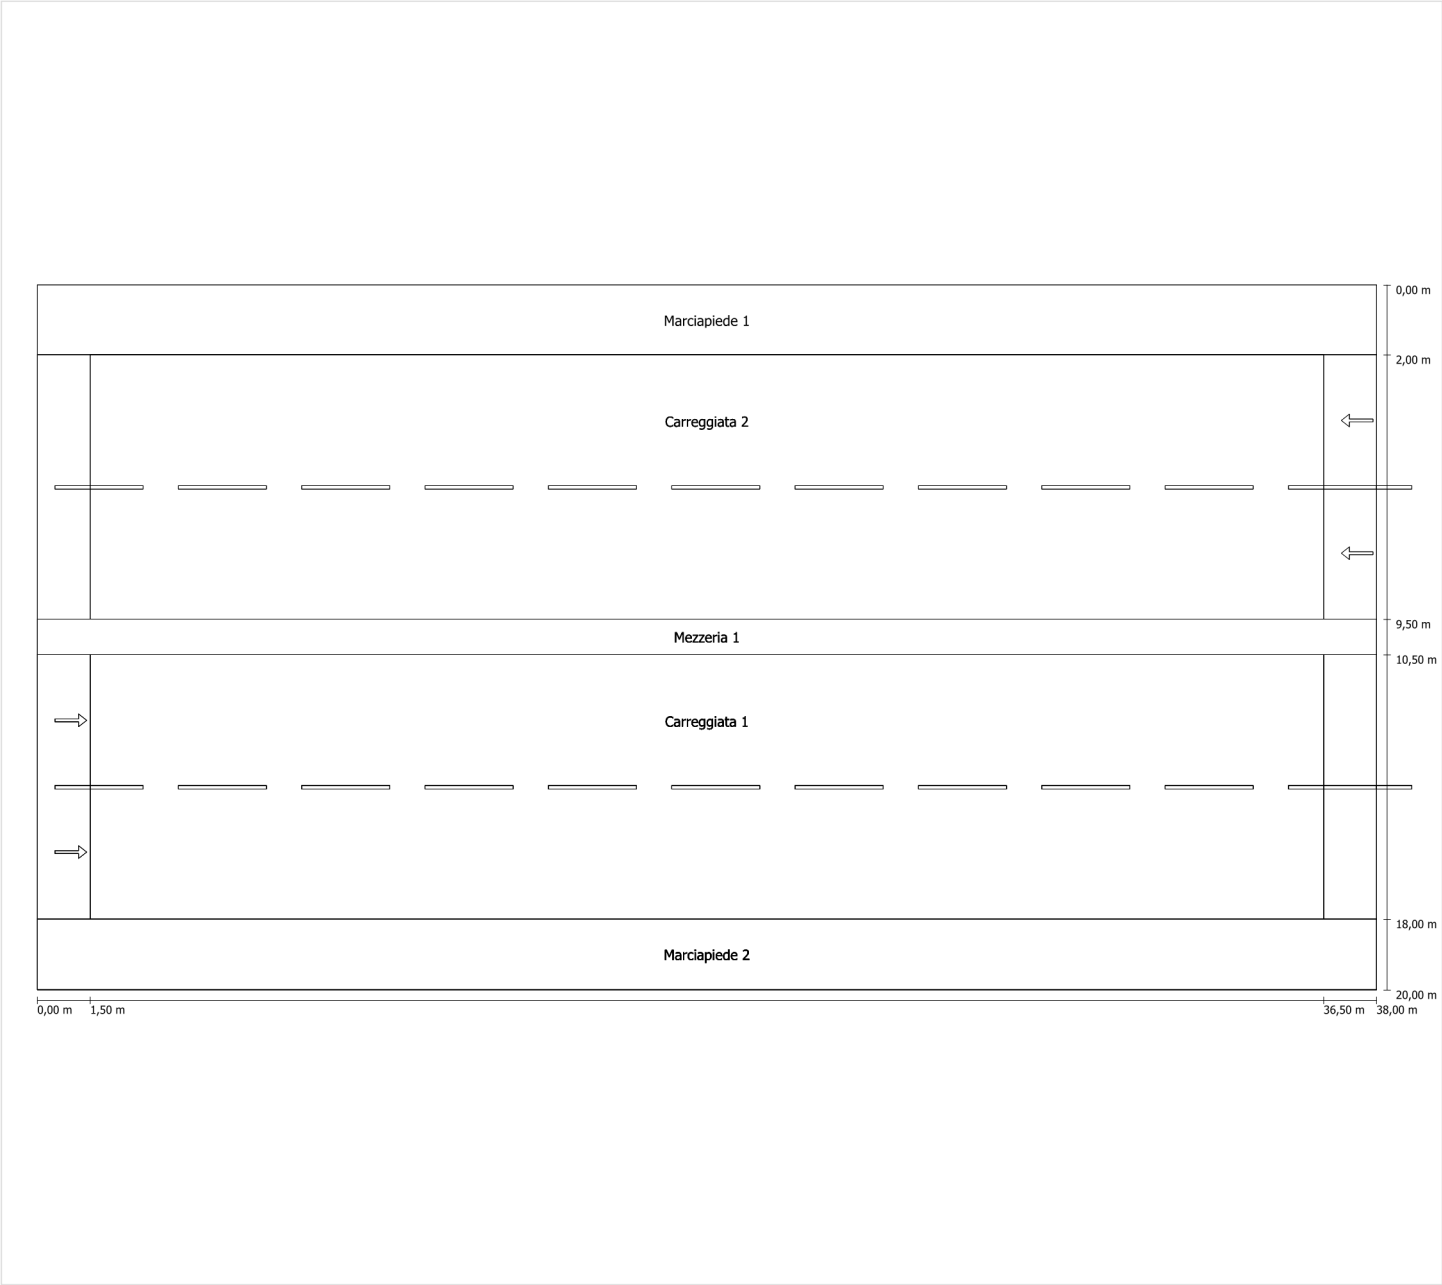 0,00 m
Marciapiede 1
2,00 m
Carreggiata 2
9,50 m
Mezzeria 1
10,50 m
Carreggiata 1
18,00 m
Marciapiede 2
20,00 m
0,00 m 1,50 m 36,50 m 38,00 m